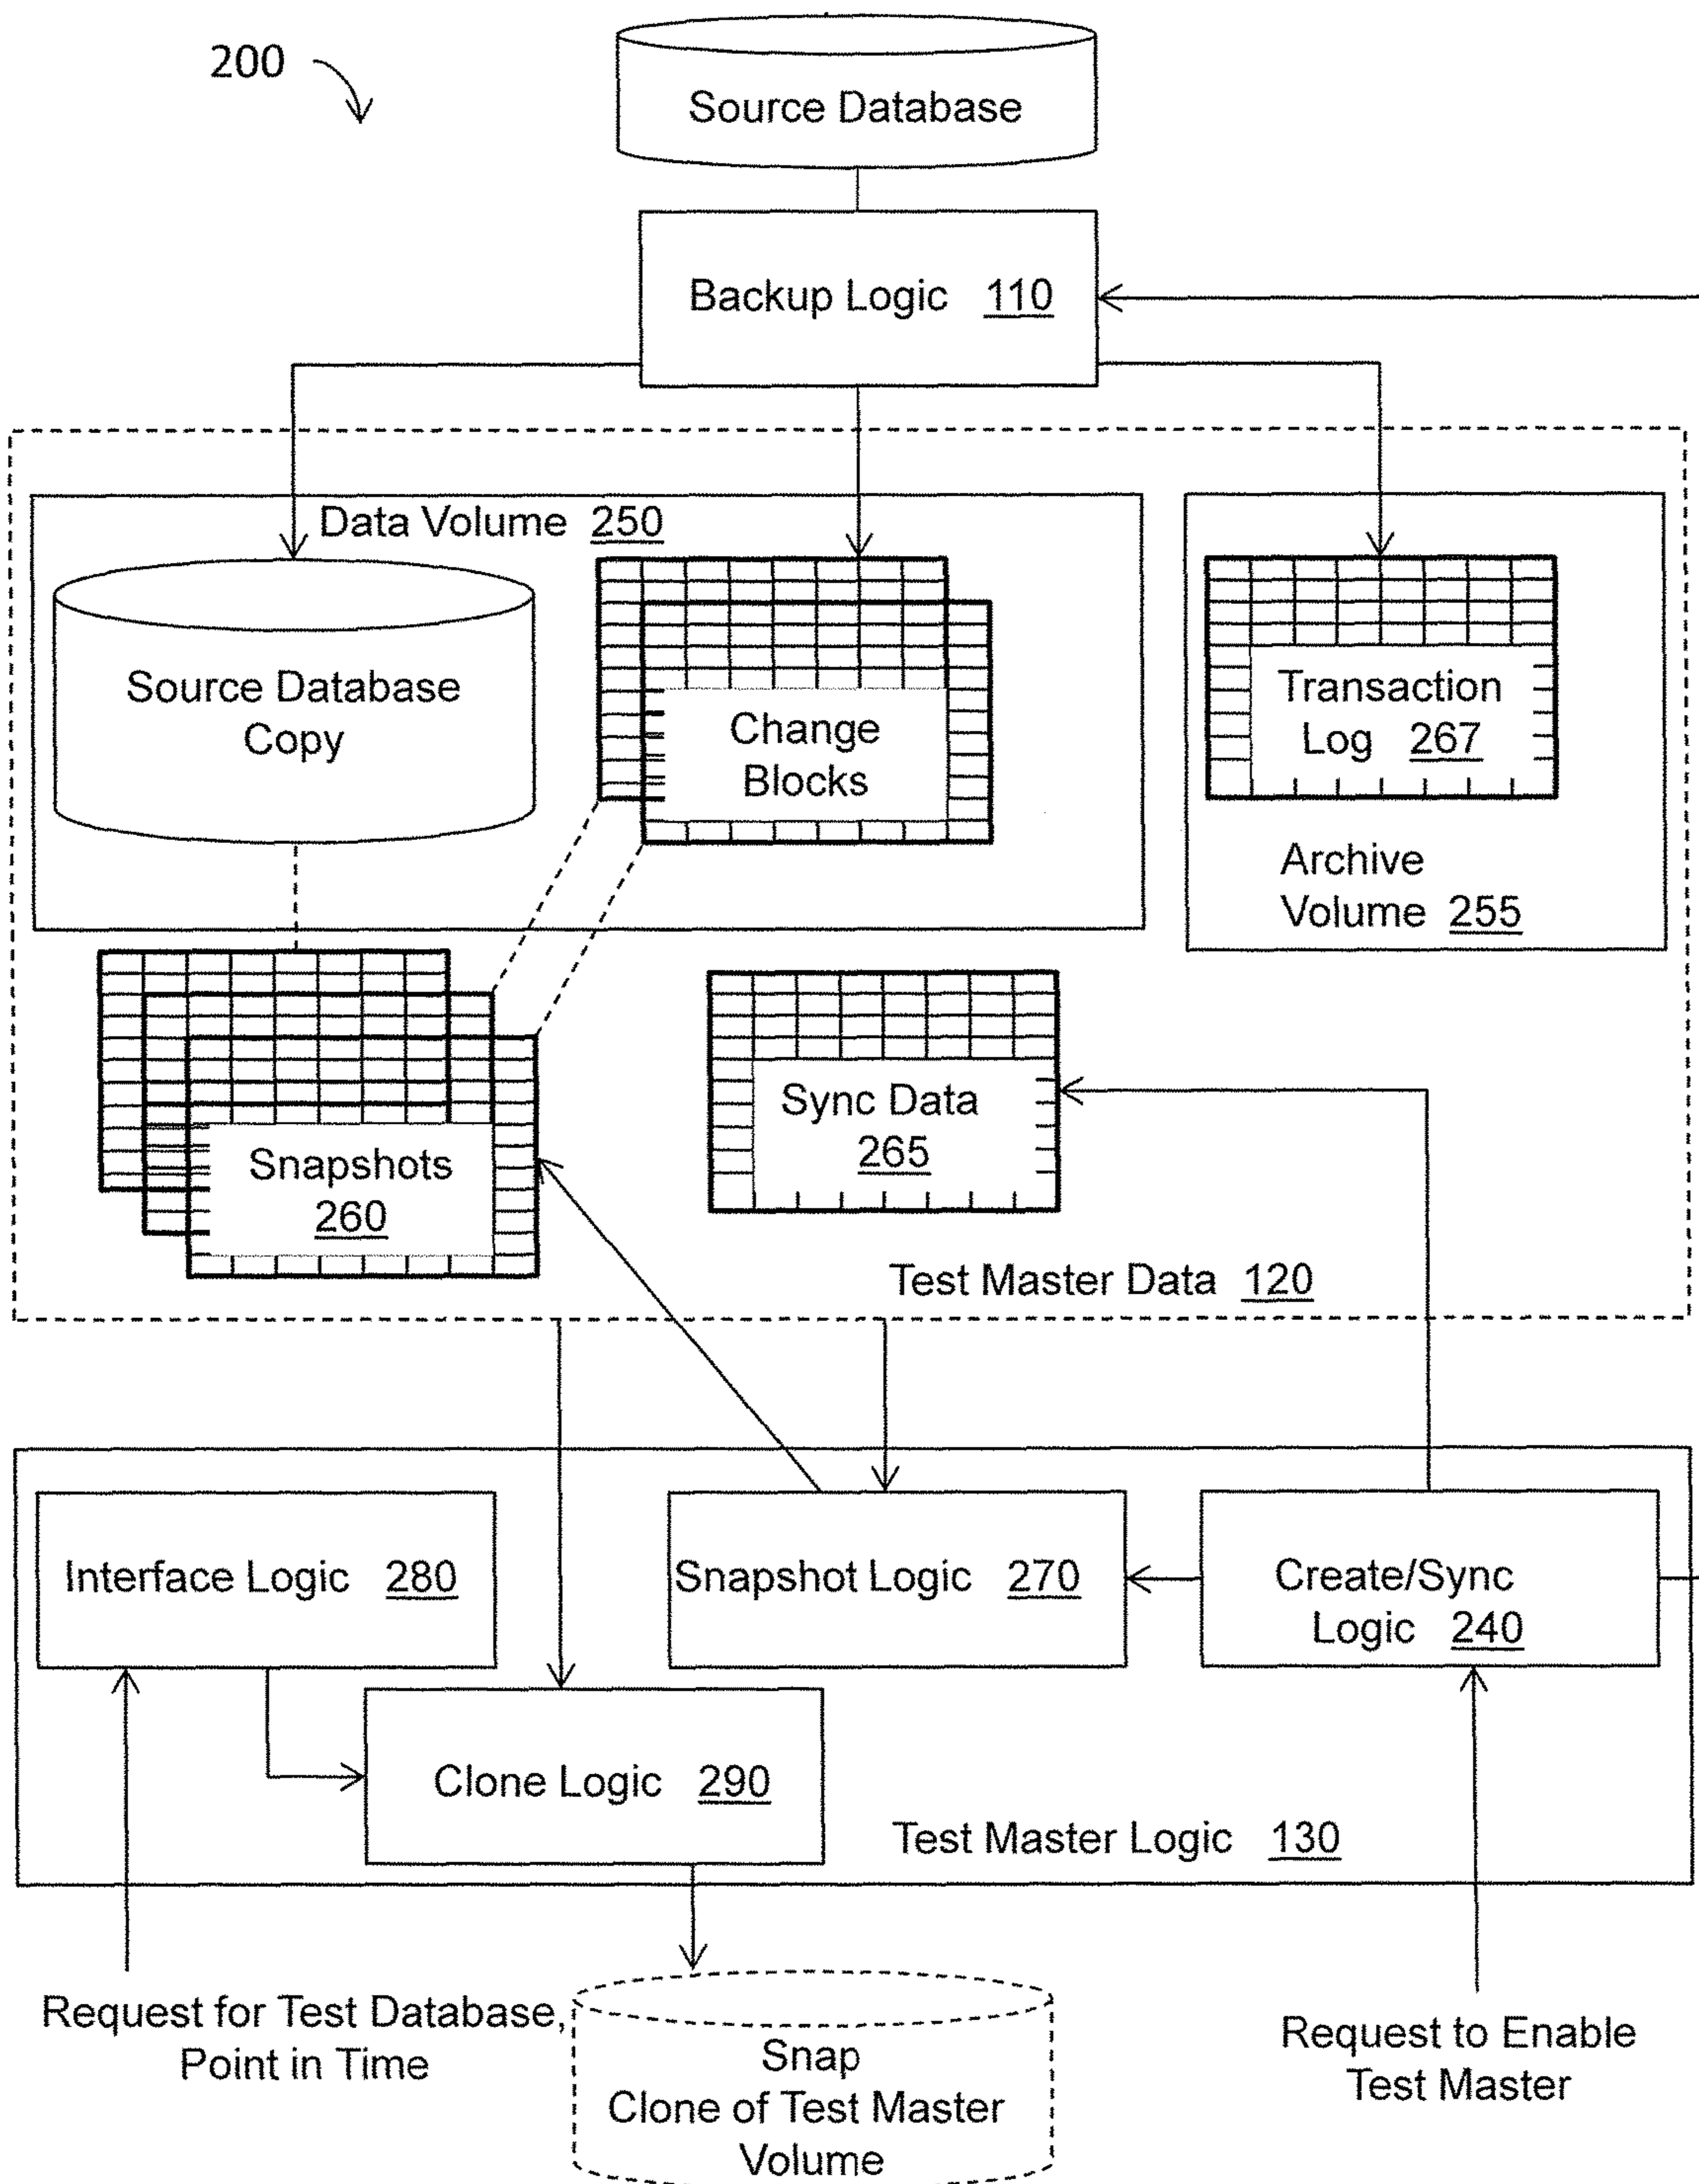 200
Source Database
Backup Logic 110
Data Volume 250
Source Database
Copy
Change
Blocks
Transaction
Log 267
Archive
Volume 255
Snapshots
260
Sync Data
265
Test Master Data 120
Interface Logic 280
Snapshot Logic 270
Create/Sync
Logic 240
Clone Logic 290
Test Master Logic 130
Request for Test Database,
Point in Time
Snap
Clone of Test Master
Volume
Request to Enable
Test Master